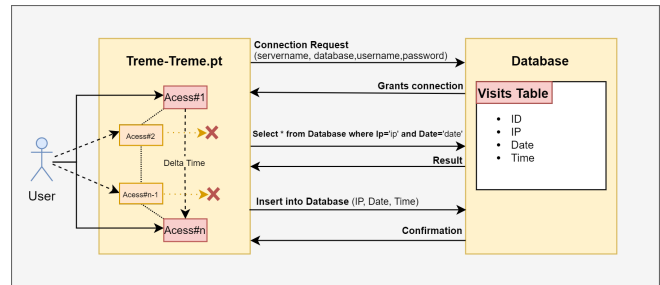 Connection Request
(servername, database,username,password)
Treme-Treme.pt
Database
Grants connection
Acess#1
Visits Table
ID
IP
Date
Time
Acess#2
Select * from Database where Ip='ip' and Date='date'
Delta Time
Result
User
Acess#n-1
Insert into Database (IP, Date, Time)
Acess#n
Confirmation